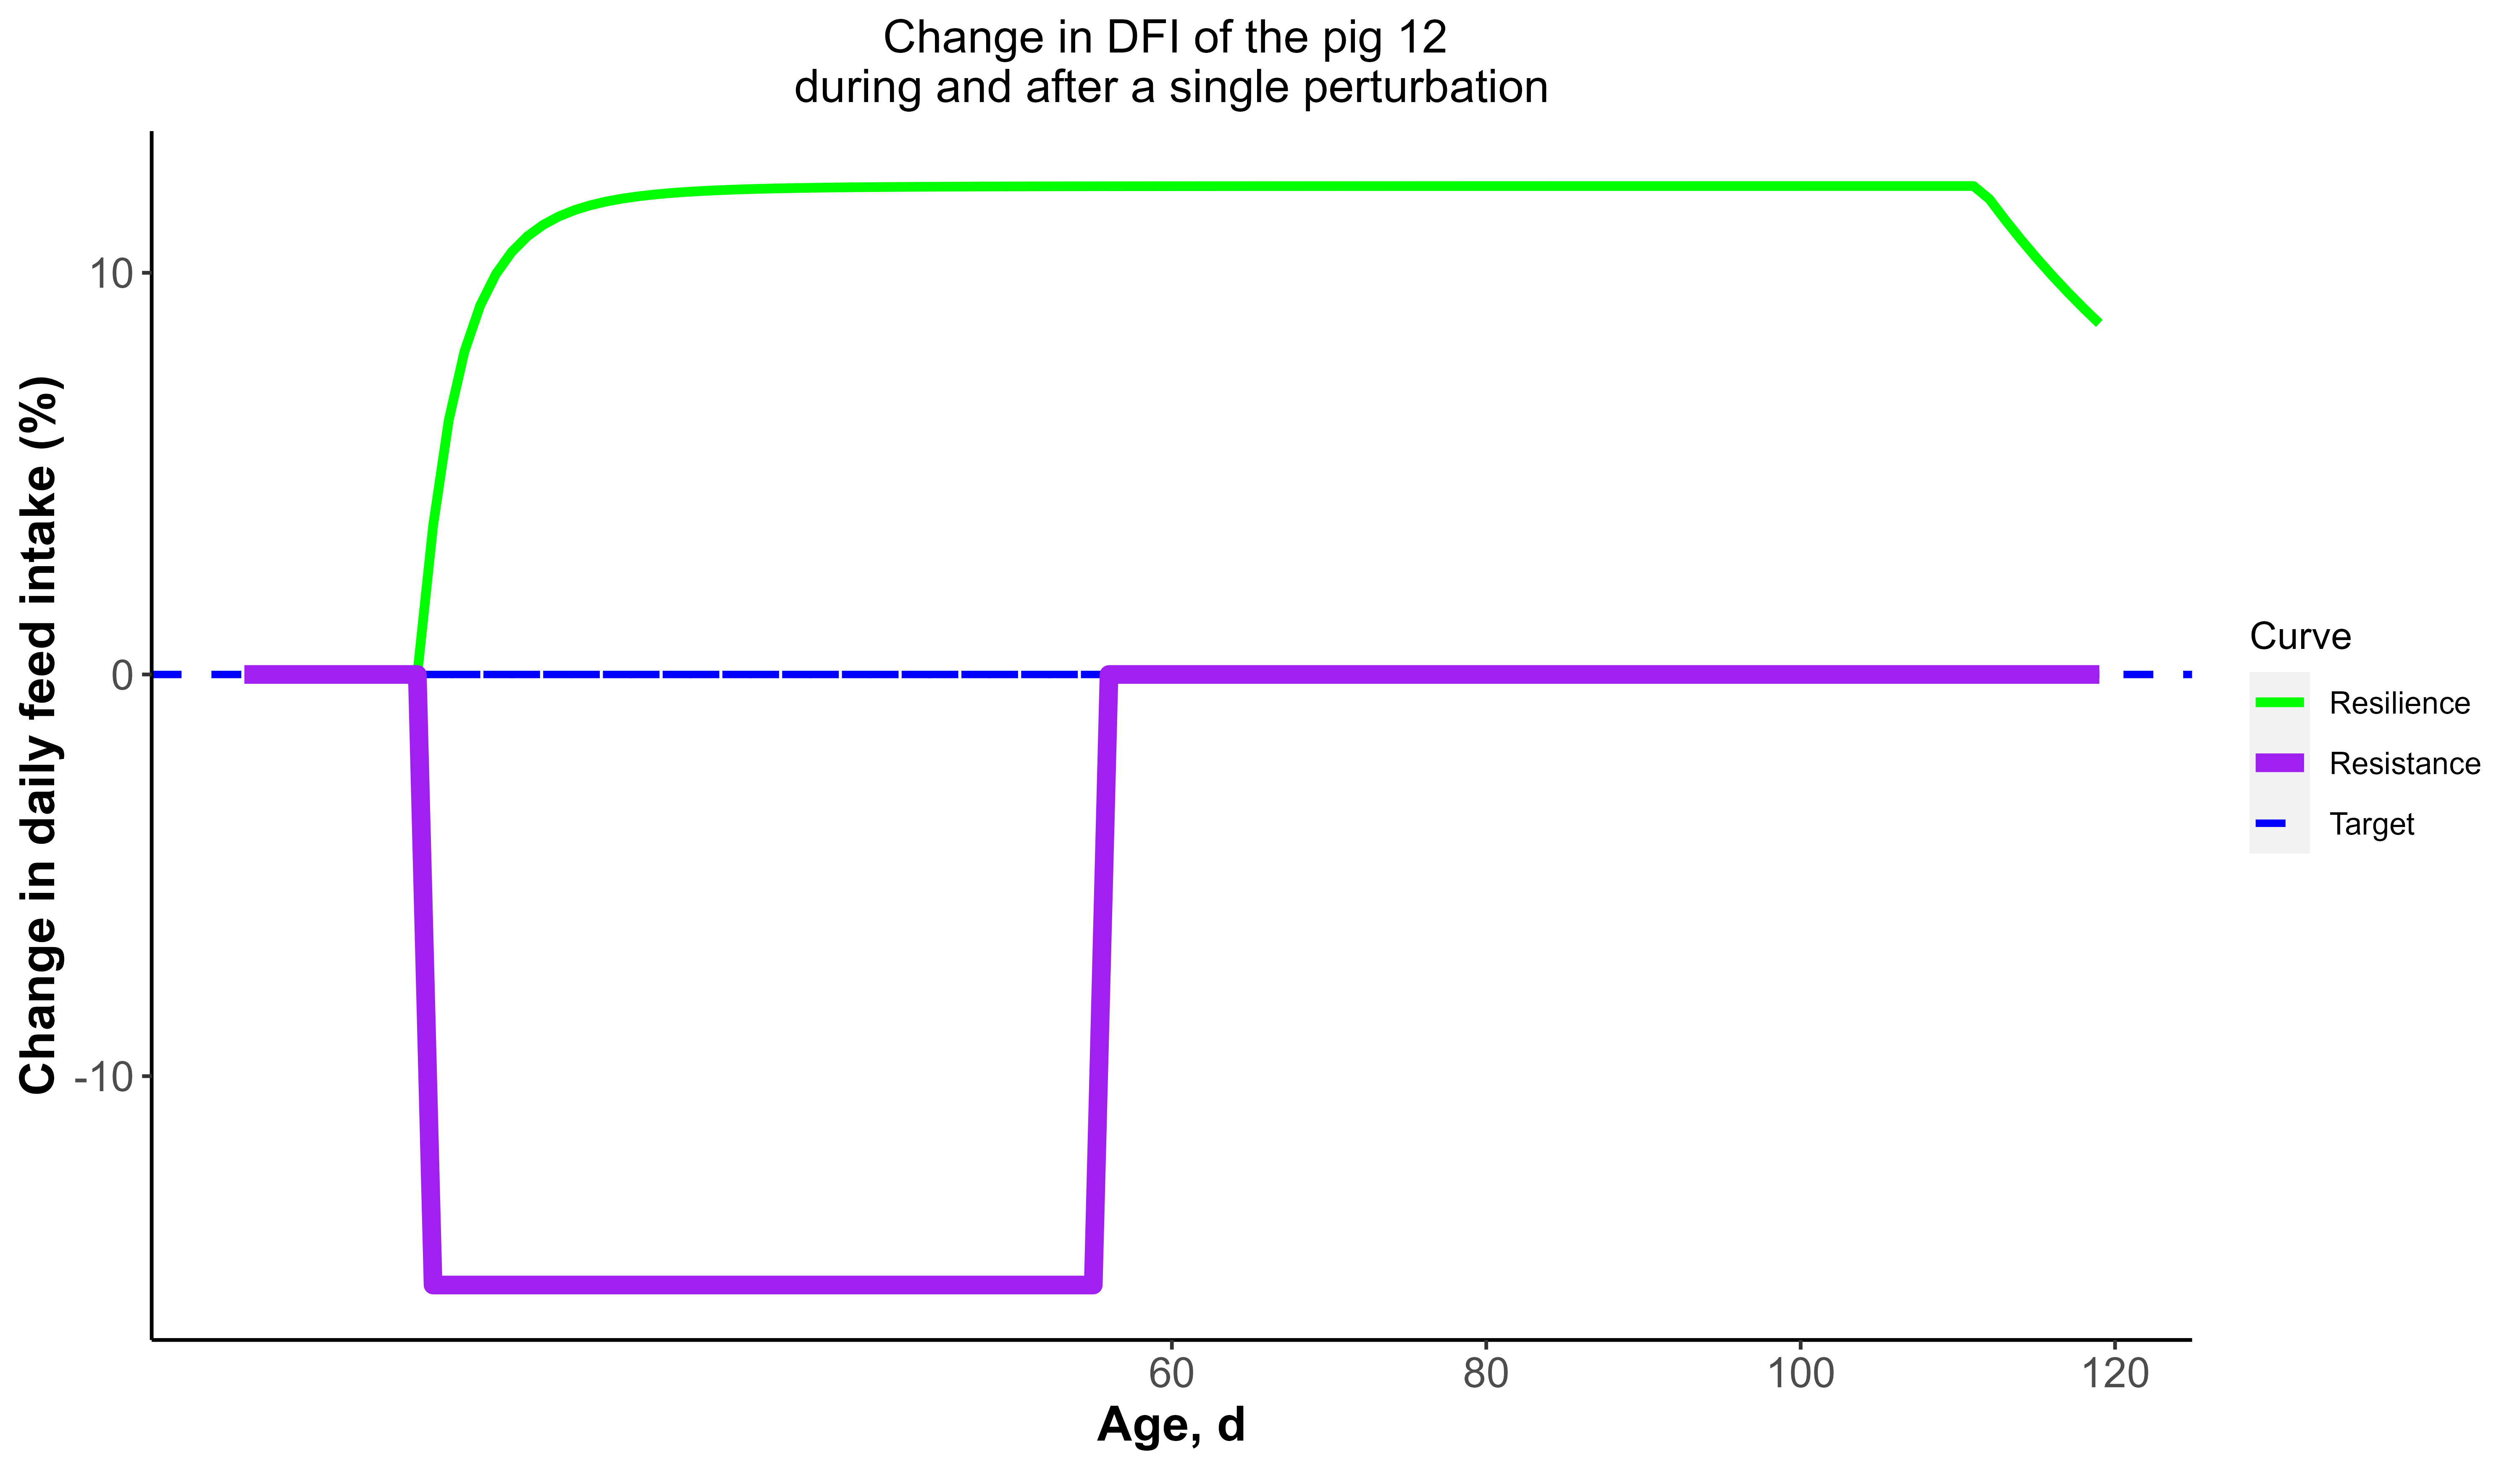 Change in DFI of the pig 12
during and after a single perturbation
Change in daily feed intake (%)
10
0
-10
60
80
100
120
Age, d
Curve
Resilience
Resistance
Target